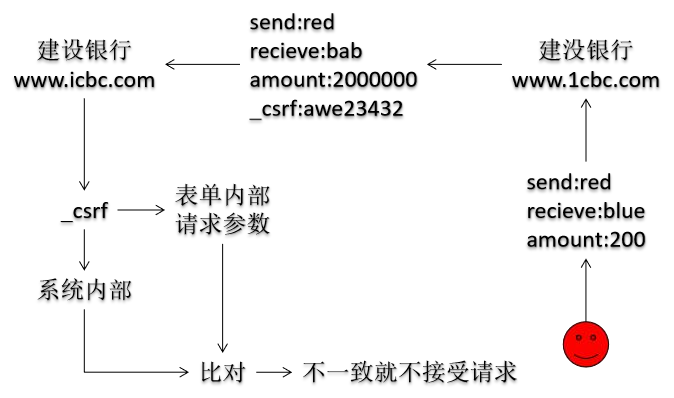 send:red
recieve:bab
amount:2000000
_csrf:awe23432
建设银行
www.icbc.com
建没银行
www.1cbc.com
send:red
recieve:blue
amount:200
_csrf
表单内部
请求参数
系统内部
比对
不一致就不接受请求